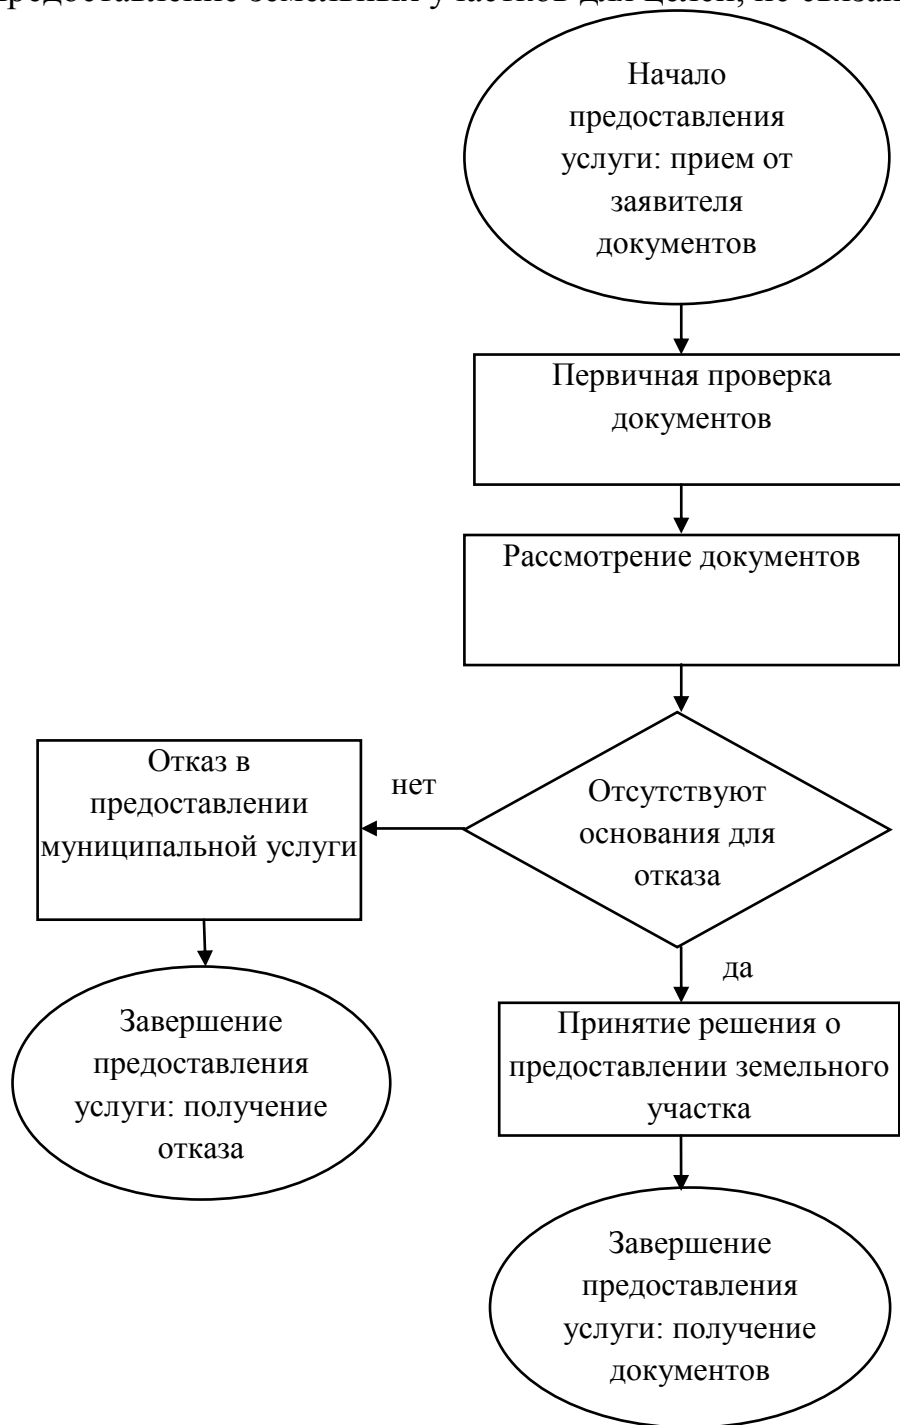 предоставление земельных участков для целей, не связан
Начало
предоставления
услуги: прием от
заявителя
документов
Первичная проверка
документов
Рассмотрение документов
Отсутствуют
основания для
отказа
нет
Отказ в
предоставлении
муниципальной услуги
Завершение
предоставления
услуги: получение
отказа
да
Принятие решения о
предоставлении земельного
участка
Завершение
предоставления
услуги: получение
документов